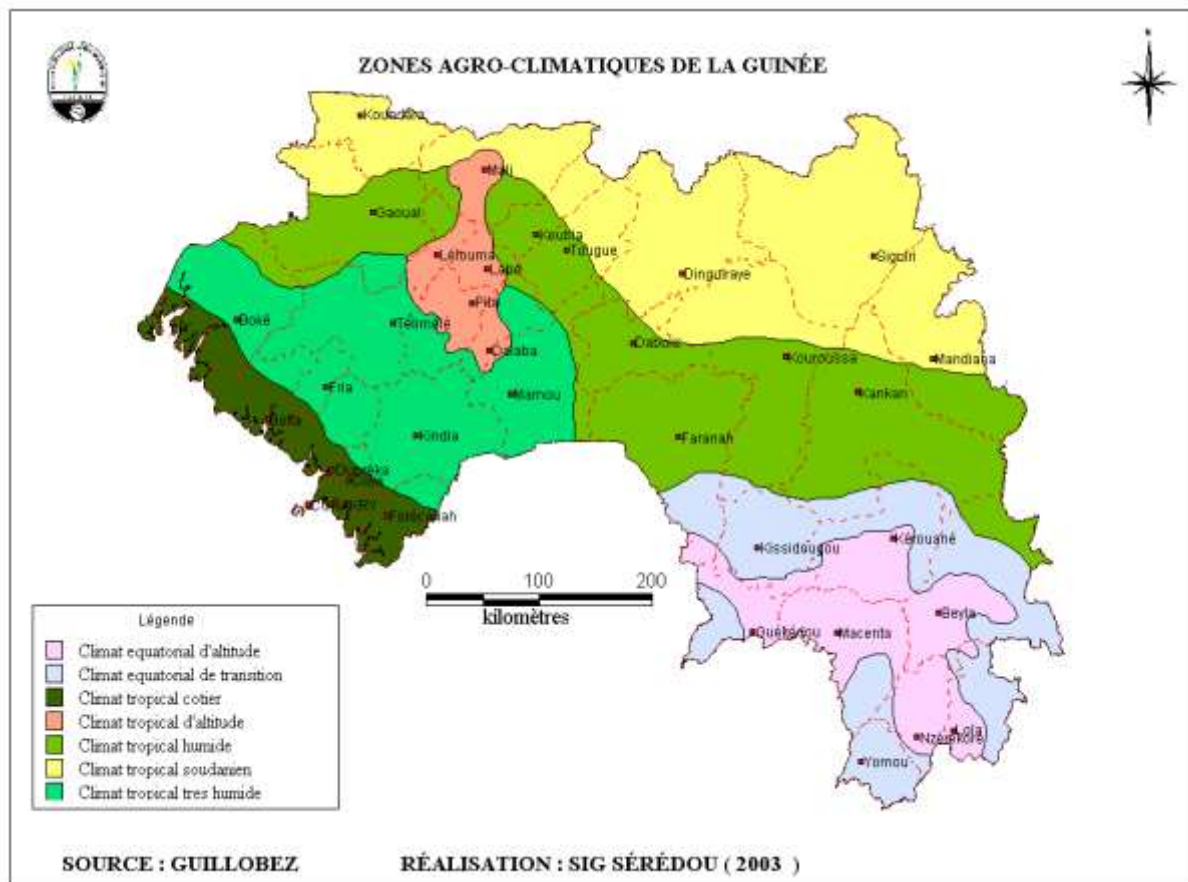 ZONES AGRO-CLIMATIQUES DE LA GUINÉE
Koundara
Mali
Gaoual
Koubia
Tougue
Lélouma
Labé
Siguiri
Dinguiraye
Pita
Boké
Télimélé
Dalaba
Dabola
Kouroussa
Mandiana
Fria
Mamou
Kankan
Boffa
Kindia
Faranah
Dubréka
Forécariah
Kissidougou
Kérouané
0 100 200
kilomètres
Beyla
Guékédou
Macenta
Lola
Nzérékoré
Yomou
Légende
Climat equatorial d'altitude
Climat equatorial de transition
Climat tropical cotier
Climat tropical d'altitude
Climat tropical humide
Climat tropical soudanien
Climat tropical tres humide
SOURCE : GUILLOBEZ RÉALISATION : SIG SÉRÉDOU ( 2003 )